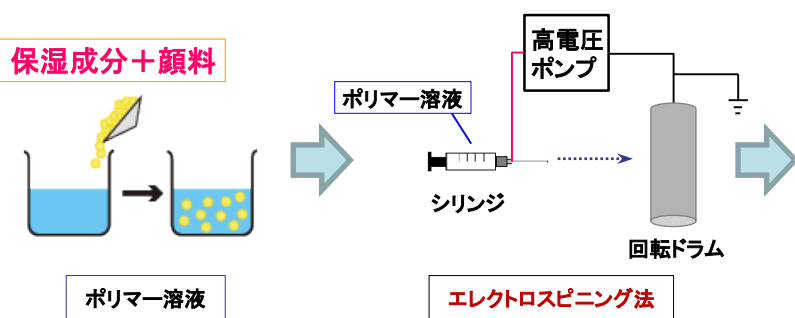 保湿成分＋顔料
ポリマー溶液
高電圧
ポンプ
ポリマー溶液
シリンジ
回転ドラム
エレクトロスピニング法